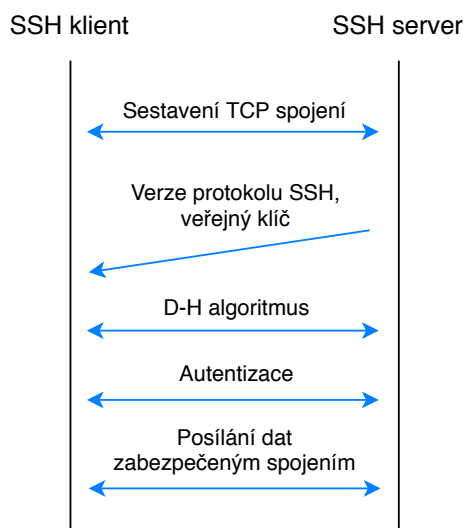 SSH klient
SSH server
Sestavení TCP spojení
Verze protokolu SSH,
veřejný klíč
D-H algoritmus
Autentizace
Posílání dat
zabezpečeným spojením